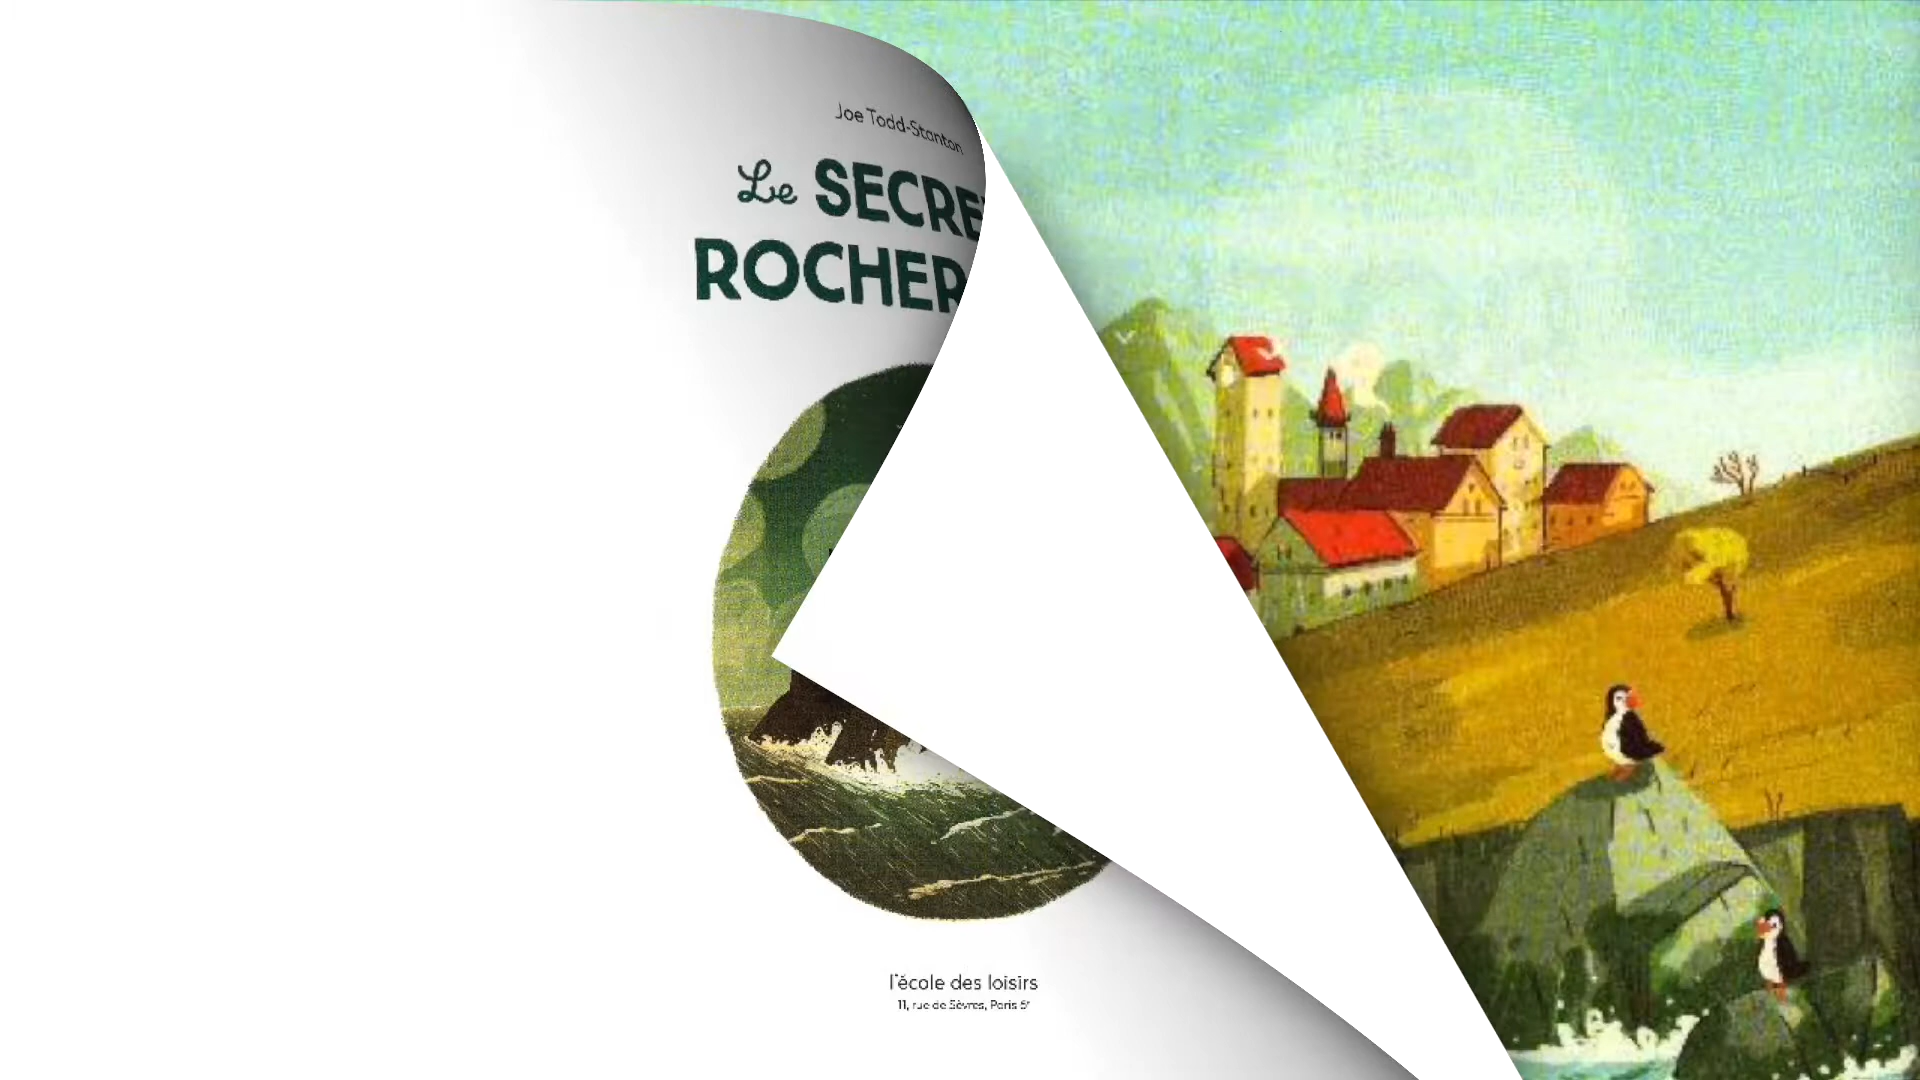 Joe Todd-Stanton
Le SECRE
ROCHER
l'école des loisirs
11, rue de Sèvres, Paris 6e